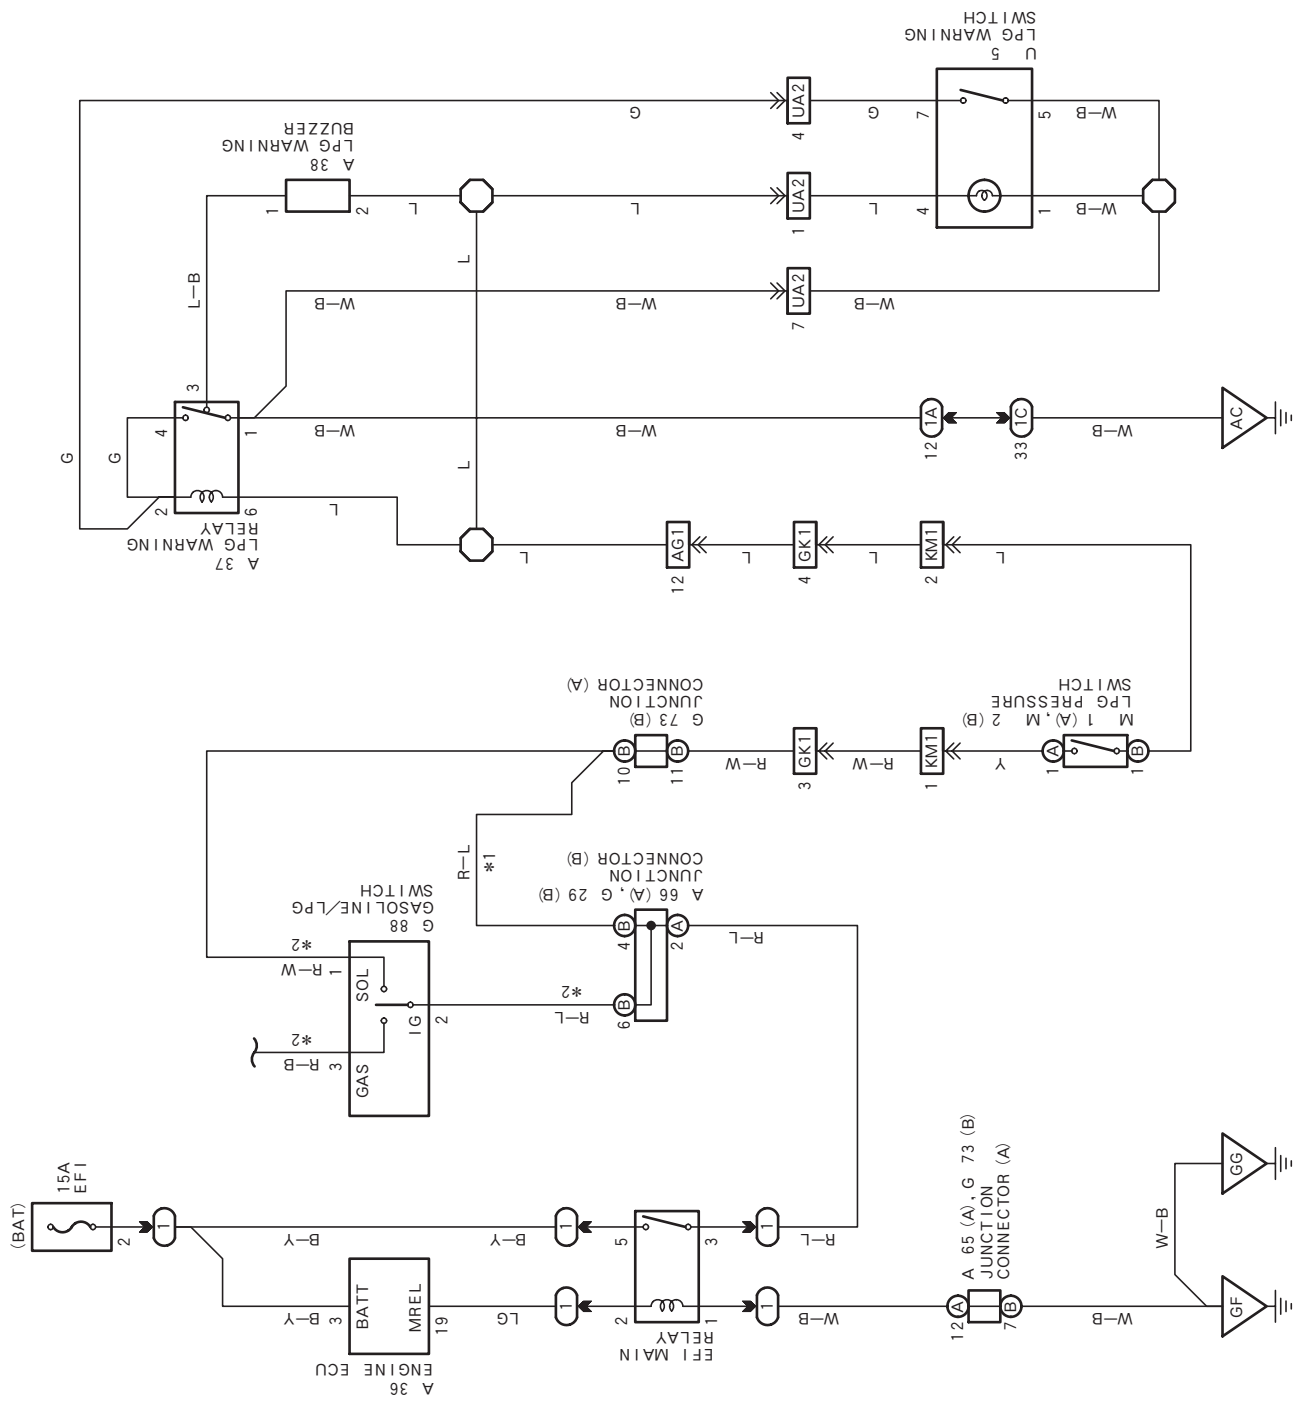 U 5
LPG WARNING
SWITCH
G
UA2
4
G
7
5
W–B
A 38
LPG WARNING
BUZZER
1
2
L
L
UA2
1
L
4
1
W–B
L–B
L
W–B
W–B
UA2
7
W–B
3
G
G
4
1
W–B
W–B
1A
12
1C
33
W–B
AC
2
6
L
L
A 37
LPG WARNING
RELAY
L
AG1
12
L
GK1
4
L
KM1
2
L
G 73 (B)
JUNCTION
CONNECTOR (A)
M 1 (A), M 2 (B)
LPG PRESSURE
SWITCH
B
10
B
11
R–W
GK1
3
R–W
KM1
1
Y
A
1
B
1
R–L
*1
A 66 (A), G 29 (B)
JUNCTION
CONNECTOR (B)
G 88
GASOLINE/LPG
SWITCH
*2
R–W
1
SOL
B
4
A
2
R–L
IG
2
*2
R–L
B
6
*2
R–B
3
GAS
(BAT)
15A
EFI
2
1
B–Y
B–Y
1
5
3
1
R–L
B–Y
3
BATT
MREL
19
LG
1
2
1
1
W–B
A 36
ENGINE ECU
EFI MAIN
RELAY
A 65 (A), G 73 (B)
JUNCTION
CONNECTOR (A)
A
12
B
7
W–B
W–B
GG
GF